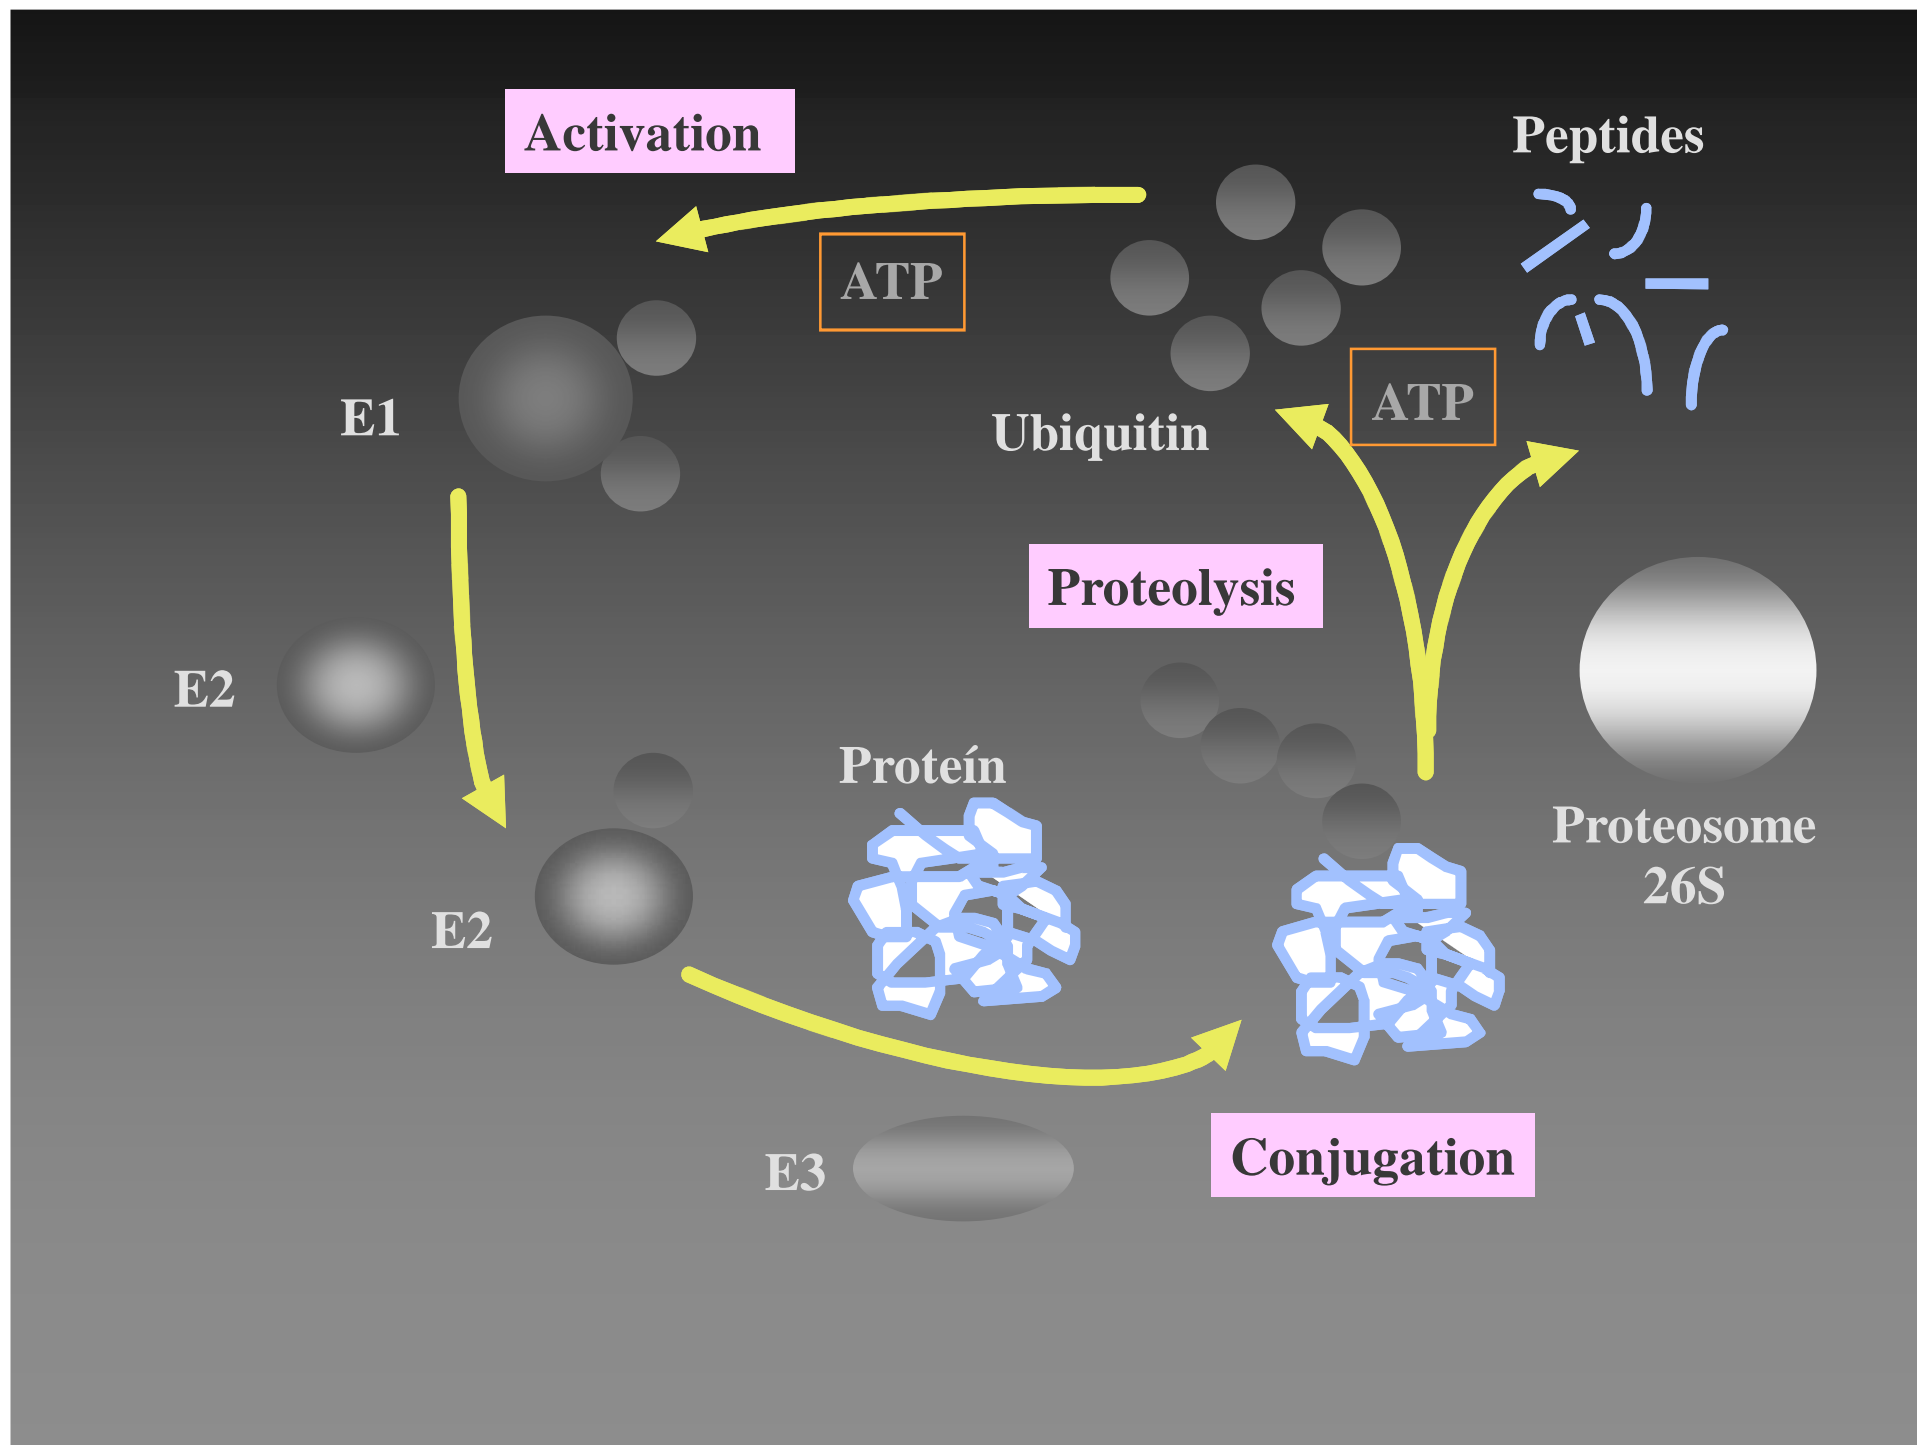 Activation
Peptides
ATP
E1
Ubiquitin
ATP
Proteolysis
E2
Proteín
Proteosome
26S
E2
Conjugation
E3